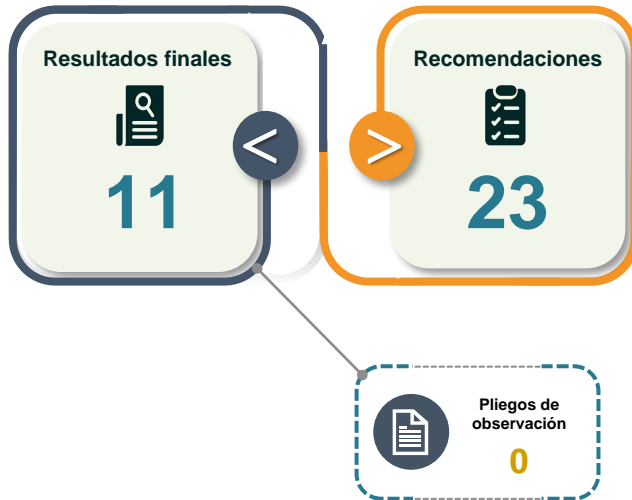 Resultados finales
11
<
>
Recomendaciones
23
Pliegos de
observación
0